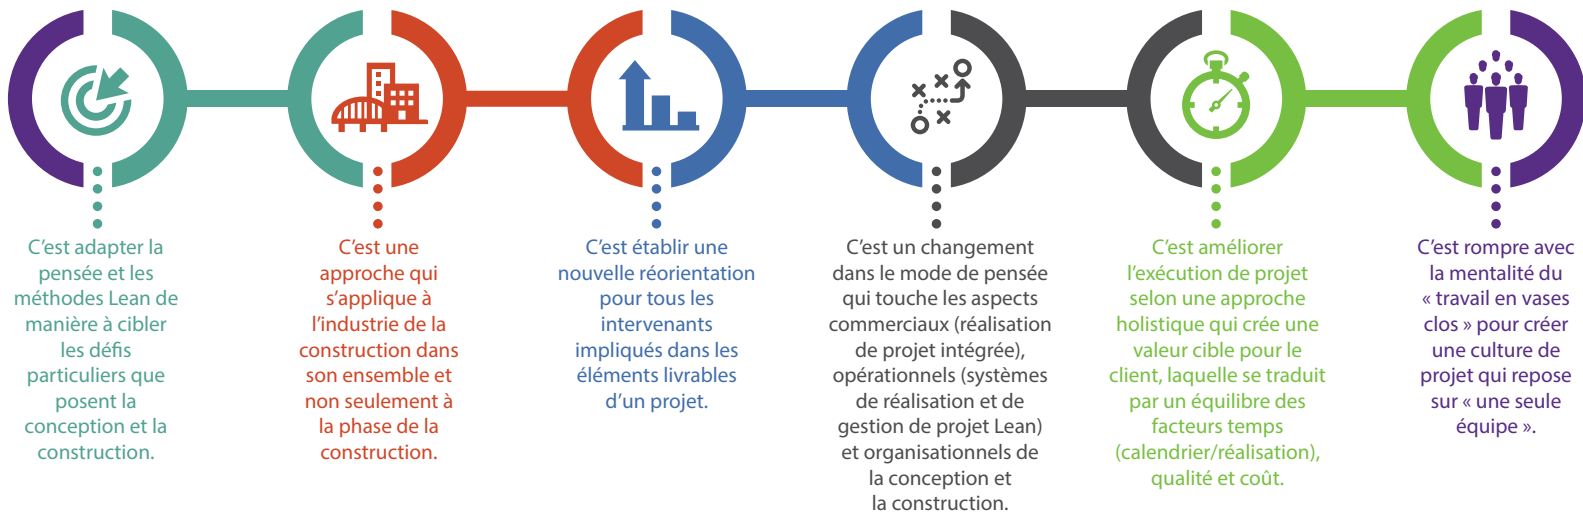 C’est adapter la
pensée et les
méthodes Lean de
manière à cibler
les défis
particuliers que
posent la
conception et la
construction.
C’est une
approche qui
s’applique à
l’industrie de la
construction dans
son ensemble et
non seulement à
la phase de la
construction.
C’est établir une
nouvelle réorientation
pour tous les
intervenants
impliqués dans les
éléments livrables
d’un projet.
C’est un changement
dans le mode de pensée
qui touche les aspects
commerciaux (réalisation
de projet intégrée),
opérationnels (systèmes
de réalisation et de
gestion de projet Lean)
et organisationnels de
la conception et
la construction.
C’est améliorer
l’exécution de projet
selon une approche
holistique qui crée une
valeur cible pour le
client, laquelle se traduit
par un équilibre des
facteurs temps
(calendrier/réalisation),
qualité et coût.
C’est rompre avec
la mentalité du
« travail en vases
clos » pour créer
une culture de
projet qui repose
sur « une seule
équipe ».